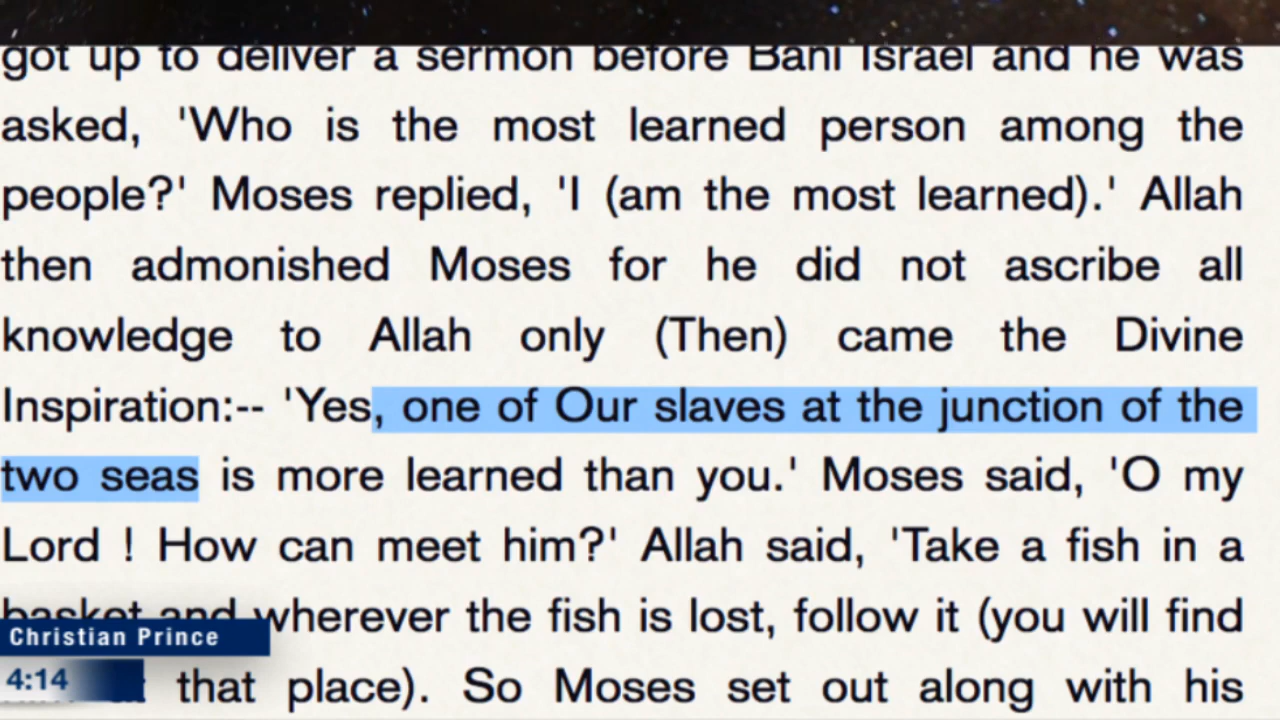 got up to deliver a sermon before Bani Israel and he was
asked, 'Who is the most learned person among the
people?' Moses replied, 'I (am the most learned).' Allah
then admonished Moses for he did not ascribe all
knowledge to Allah only (Then) came the Divine
Inspiration:-- 'Yes, one of Our slaves at the junction of the
two seas is more learned than you.' Moses said, 'O my
Lord ! How can meet him?' Allah said, 'Take a fish in a
basket and wherever the fish is lost, follow it (you will find
that place). So Moses set out along with his
Christian Prince
4:14